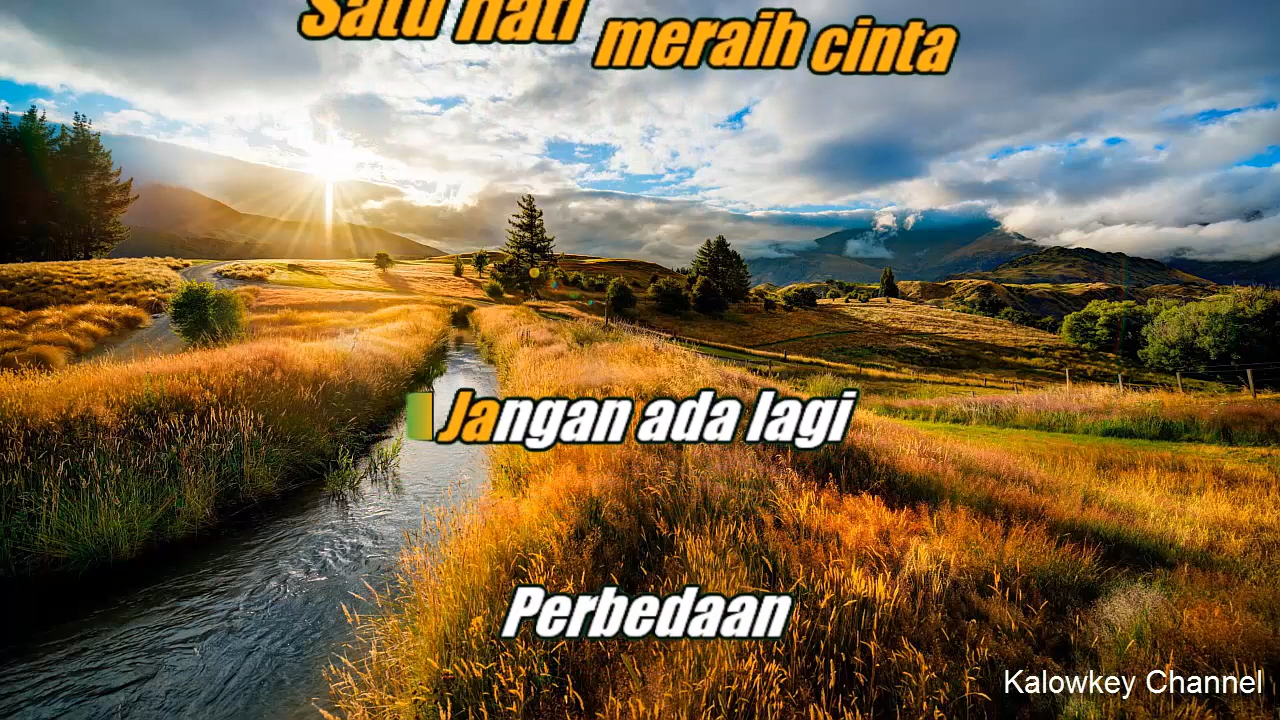 Satu hati meraih cinta
Jangan ada lagi
Perbedaan
Kalowkey Channel